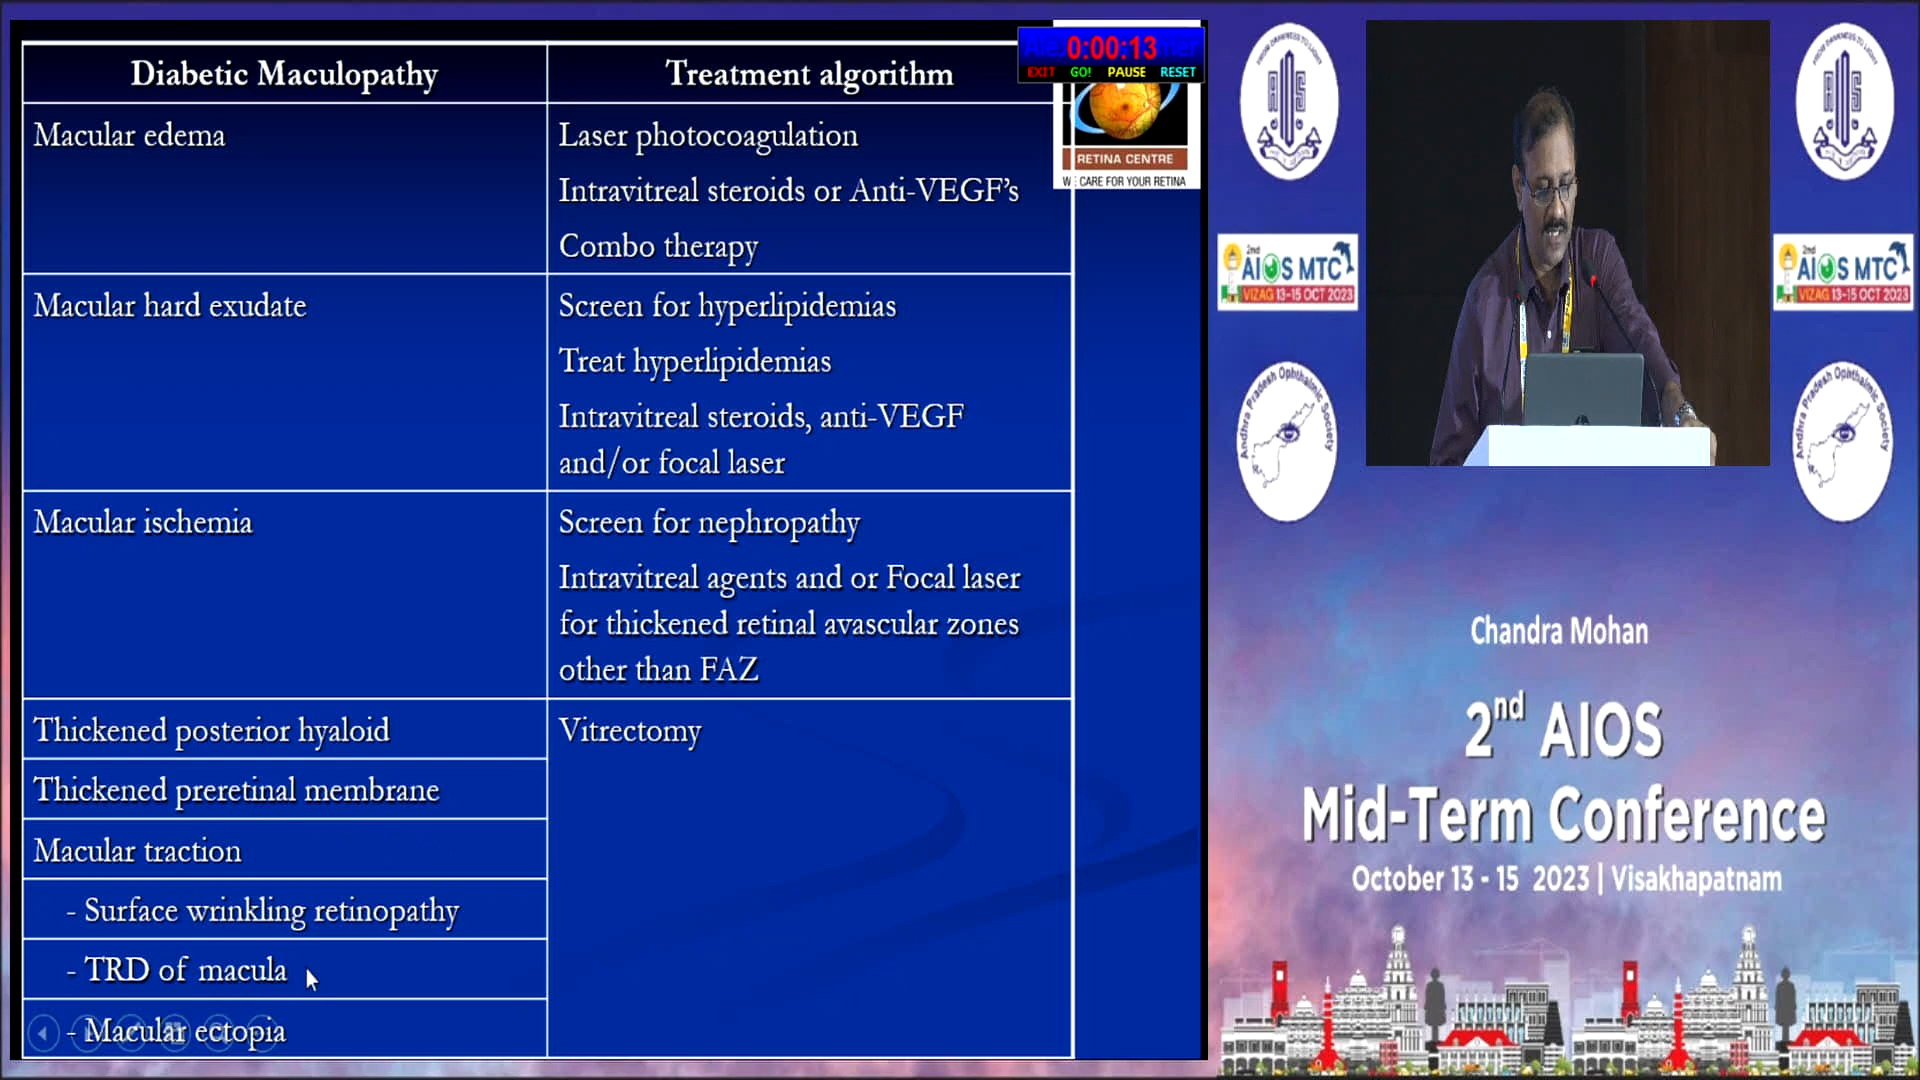 Diabetic Maculopathy
Treatment algorithm
0:00:13
EXIT GO! PAUSE RESET
RETINA CENTRE
WE CARE FOR YOUR RETINA
Macular edema
Laser photocoagulation
Intravitreal steroids or Anti-VEGF’s
Combo therapy
Macular hard exudate
Screen for hyperlipidemias
Treat hyperlipidemias
Intravitreal steroids, anti-VEGF
and/or focal laser
Macular ischemia
Screen for nephropathy
Intravitreal agents and or Focal laser
for thickened retinal avascular zones
other than FAZ
Thickened posterior hyaloid
Vitrectomy
Thickened preretinal membrane
Macular traction
- Surface wrinkling retinopathy
- TRD of macula
- Macular ectopia
2nd
AIOS MTC
VIZAG 13-15 OCT 2023
2nd
AIOS MTC
VIZAG 13-15 OCT 2023
Andhra Pradesh Ophthalmic Society
Andhra Pradesh Ophthalmic Society
Chandra Mohan
2nd AIOS
Mid-Term Conference
October 13 - 15 2023 | Visakhapatnam